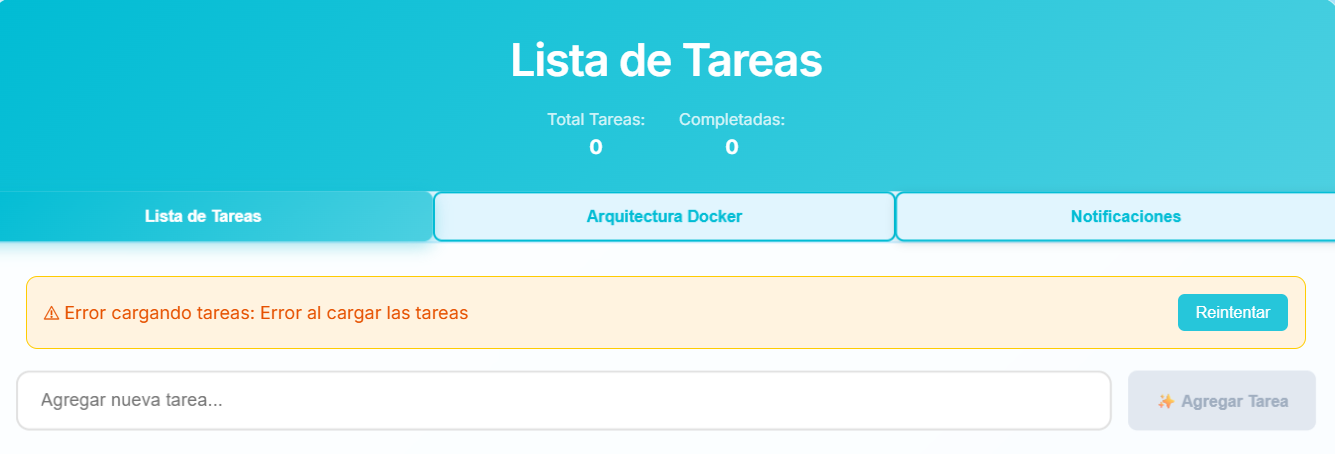 Lista de Tareas
Total Tareas: Completadas:
0 0
Lista de Tareas Arquitectura Docker Notificaciones
⚠ Error cargando tareas: Error al cargar las tareas Reintentar
Agregar nueva tarea... ✨ Agregar Tarea